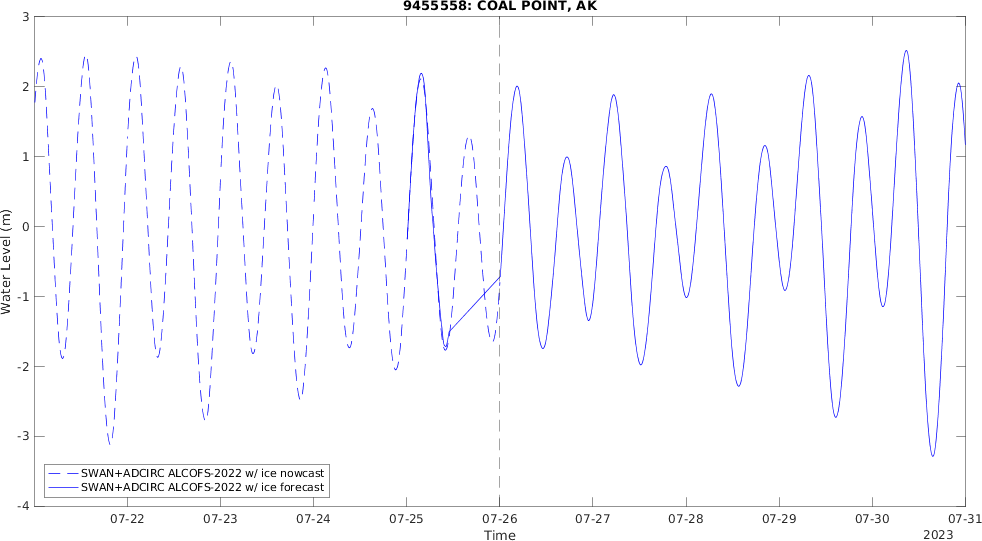 9455558: COAL POINT, AK
Water Level (m)
3
2
1
0
-1
-2
-3
-4
SWAN+ADCIRC ALCOFS-2022 w/ ice nowcast
SWAN+ADCIRC ALCOFS-2022 w/ ice forecast
07-22 07-23 07-24 07-25 07-26 07-27 07-28 07-29 07-30 07-31
Time
2023